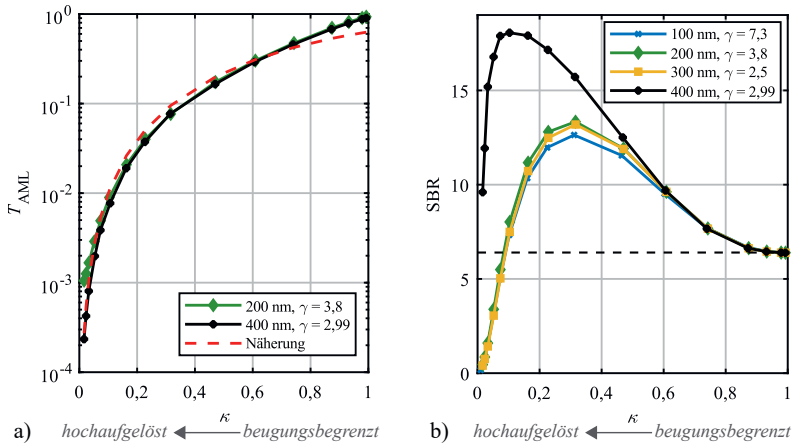 a)
10⁰
10⁻¹
10⁻²
10⁻³
10⁻⁴
T_AML
200 nm, γ = 3,8
400 nm, γ = 2,99
Näherung
0 0,2 0,4 0,6 0,8 1
κ
hochaufgelöst beugungsbegrenzt
b)
15
10
5
0
SBR
100 nm, γ = 7,3
200 nm, γ = 3,8
300 nm, γ = 2,5
400 nm, γ = 2,99
0 0,2 0,4 0,6 0,8 1
κ
hochaufgelöst beugungsbegrenzt